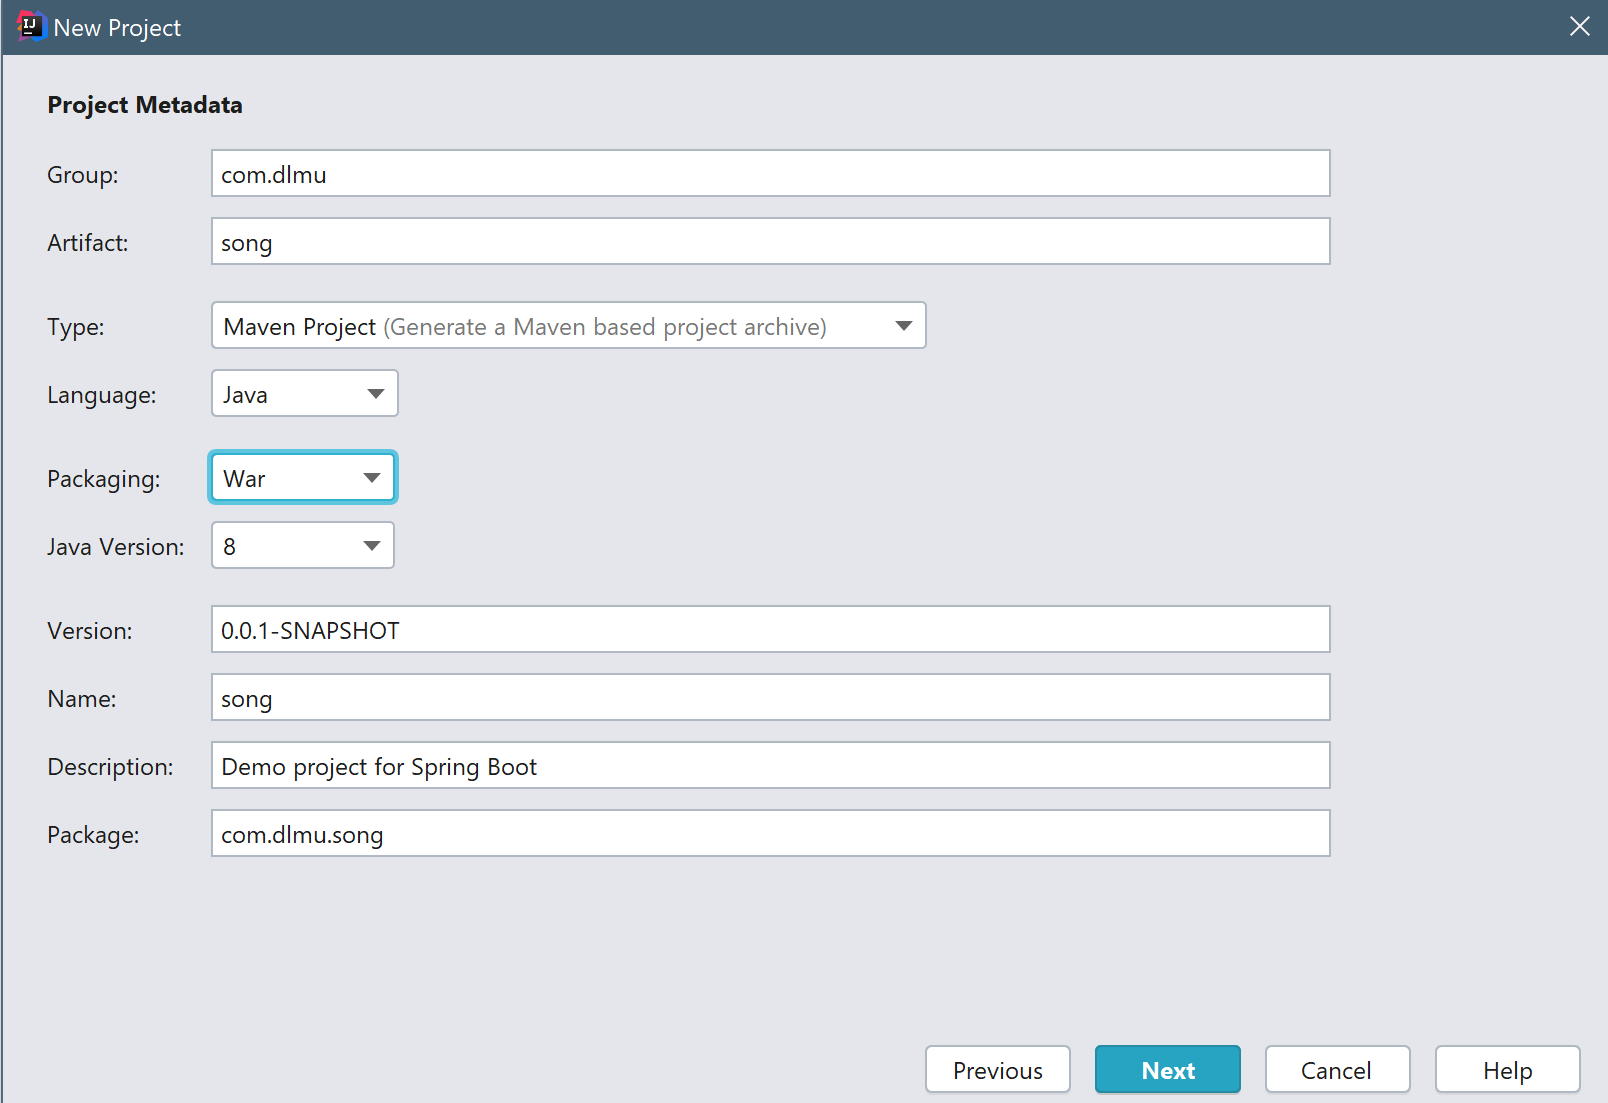 IJ
New Project
Project Metadata
Group: com.dlmu
Artifact: song
Type: Maven Project (Generate a Maven based project archive)
Language: Java
Packaging: War
Java Version: 8
Version: 0.0.1-SNAPSHOT
Name: song
Description: Demo project for Spring Boot
Package: com.dlmu.song
Previous Next Cancel Help